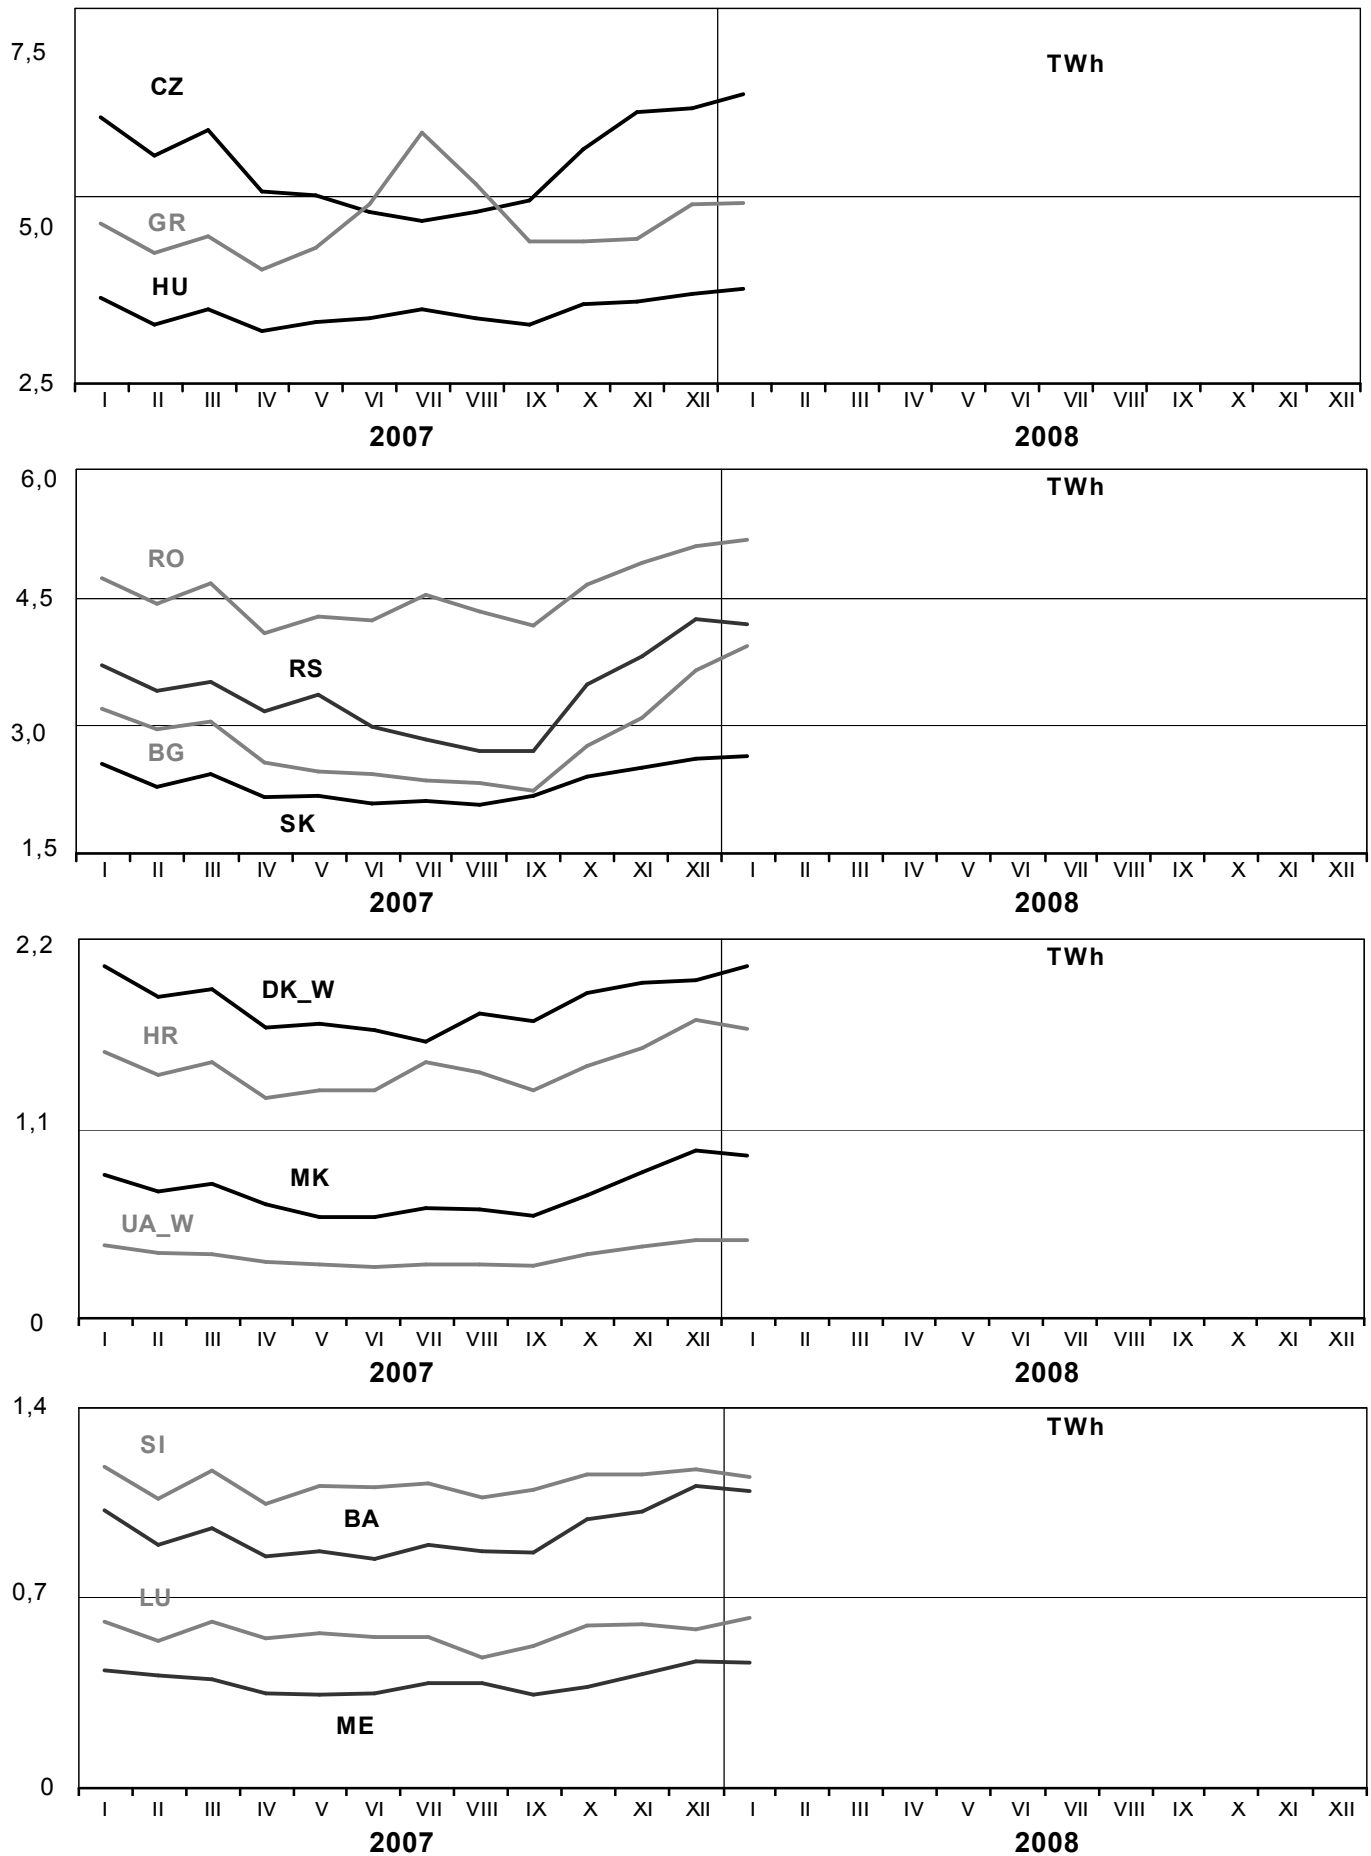 7,5
TWh
CZ
GR
5,0
HU
2,5
I II III IV V VI VII VIII IX X XI XII I II III IV V VI VII VIII IX X XI XII
2007 2008
6,0
TWh
RO
4,5
RS
3,0
BG
SK
1,5
I II III IV V VI VII VIII IX X XI XII I II III IV V VI VII VIII IX X XI XII
2007 2008
2,2
TWh
DK_W
HR
1,1
MK
UA_W
0
I II III IV V VI VII VIII IX X XI XII I II III IV V VI VII VIII IX X XI XII
2007 2008
1,4
TWh
SI
BA
0,7
LU
ME
0
I II III IV V VI VII VIII IX X XI XII I II III IV V VI VII VIII IX X XI XII
2007 2008